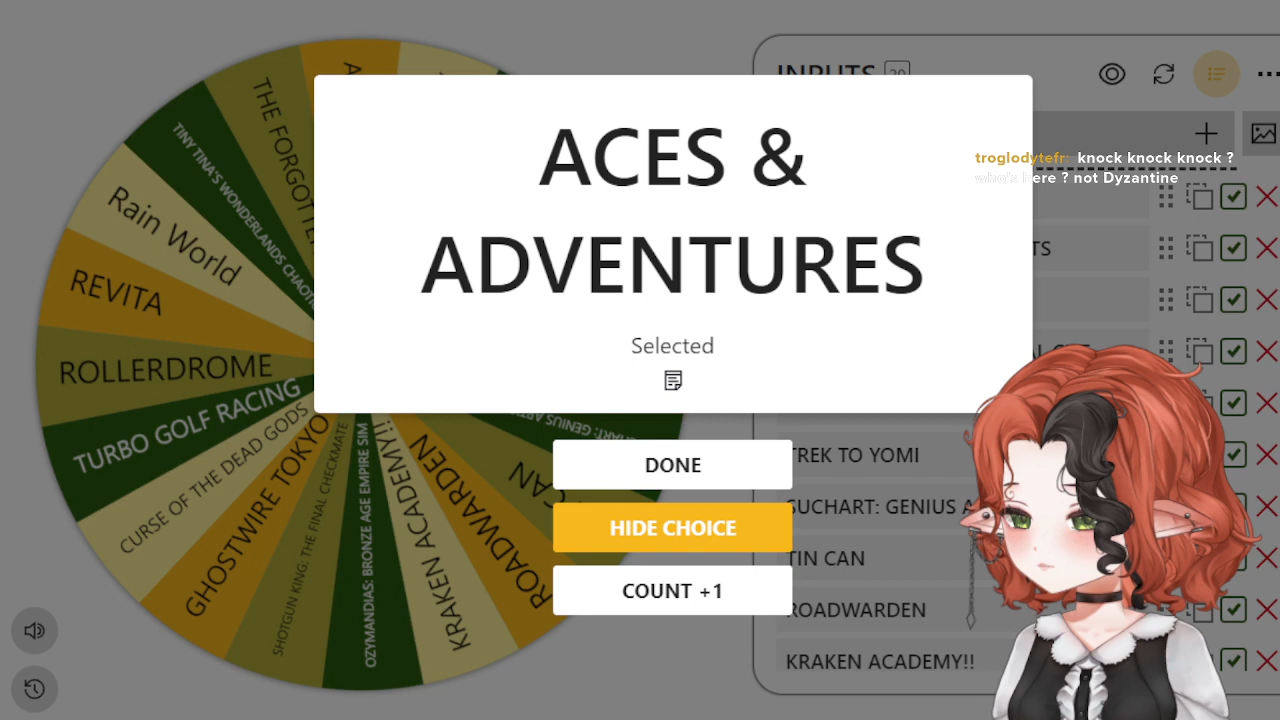 ACES &
ADVENTURES
Selected
DONE
HIDE CHOICE
COUNT +1
INPUTS
troglodytefr: knock knock knock ?
who's here ? not Dyzantine
TREK TO YOMI
TIN CAN
ROADWARDEN
KRAKEN ACADEMY!!
THE FORGOTTE
TINY TINA'S WONDERLANDS CHAOTI
Rain World
REVITA
ROLLERDROME
TURBO GOLF RACING
CURSE OF THE DEAD GODS
GHOSTWIRE TOKYO
SHOTGUN KING: THE FINAL CHECKMATE
OZYMANDIAS: BRONZE AGE EMPIRE SIM
KRAKEN ACADEMY!!
ROADWARDEN
CAN